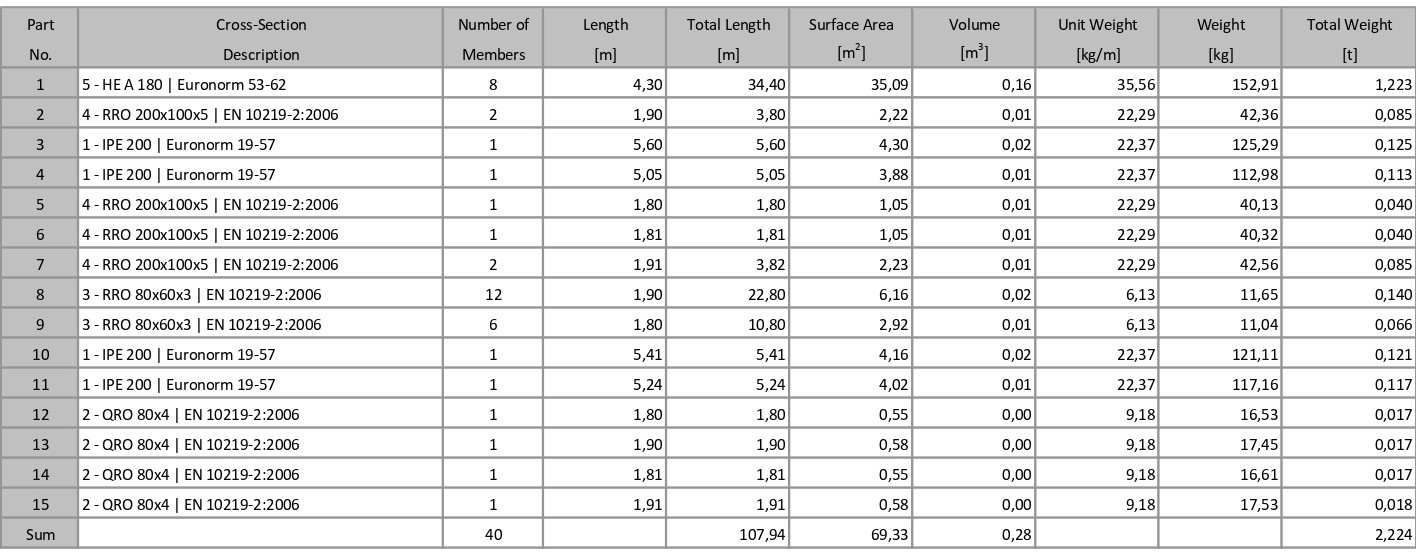 Part Cross-Section Number of Length Total Length Surface Area Volume Unit Weight Weight Total Weight
No. Description Members [m] [m] [m²] [m³] [kg/m] [kg] [t]
1 5 - HE A 180 | Euronorm 53-62 8 4,30 34,40 35,09 0,16 35,56 152,91 1,223
2 4 - RRO 200x100x5 | EN 10219-2:2006 2 1,90 3,80 2,22 0,01 22,29 42,36 0,085
3 1 - IPE 200 | Euronorm 19-57 1 5,60 5,60 4,30 0,02 22,37 125,29 0,125
4 1 - IPE 200 | Euronorm 19-57 1 5,05 5,05 3,88 0,01 22,37 112,98 0,113
5 4 - RRO 200x100x5 | EN 10219-2:2006 1 1,80 1,80 1,05 0,01 22,29 40,13 0,040
6 4 - RRO 200x100x5 | EN 10219-2:2006 1 1,81 1,81 1,05 0,01 22,29 40,32 0,040
7 4 - RRO 200x100x5 | EN 10219-2:2006 2 1,91 3,82 2,23 0,01 22,29 42,56 0,085
8 3 - RRO 80x60x3 | EN 10219-2:2006 12 1,90 22,80 6,16 0,02 6,13 11,65 0,140
9 3 - RRO 80x60x3 | EN 10219-2:2006 6 1,80 10,80 2,92 0,01 6,13 11,04 0,066
10 1 - IPE 200 | Euronorm 19-57 1 5,41 5,41 4,16 0,02 22,37 121,11 0,121
11 1 - IPE 200 | Euronorm 19-57 1 5,24 5,24 4,02 0,01 22,37 117,16 0,117
12 2 - QRO 80x4 | EN 10219-2:2006 1 1,80 1,80 0,55 0,00 9,18 16,53 0,017
13 2 - QRO 80x4 | EN 10219-2:2006 1 1,90 1,90 0,58 0,00 9,18 17,45 0,017
14 2 - QRO 80x4 | EN 10219-2:2006 1 1,81 1,81 0,55 0,00 9,18 16,61 0,017
15 2 - QRO 80x4 | EN 10219-2:2006 1 1,91 1,91 0,58 0,00 9,18 17,53 0,018
Sum 40 107,94 69,33 0,28 2,224